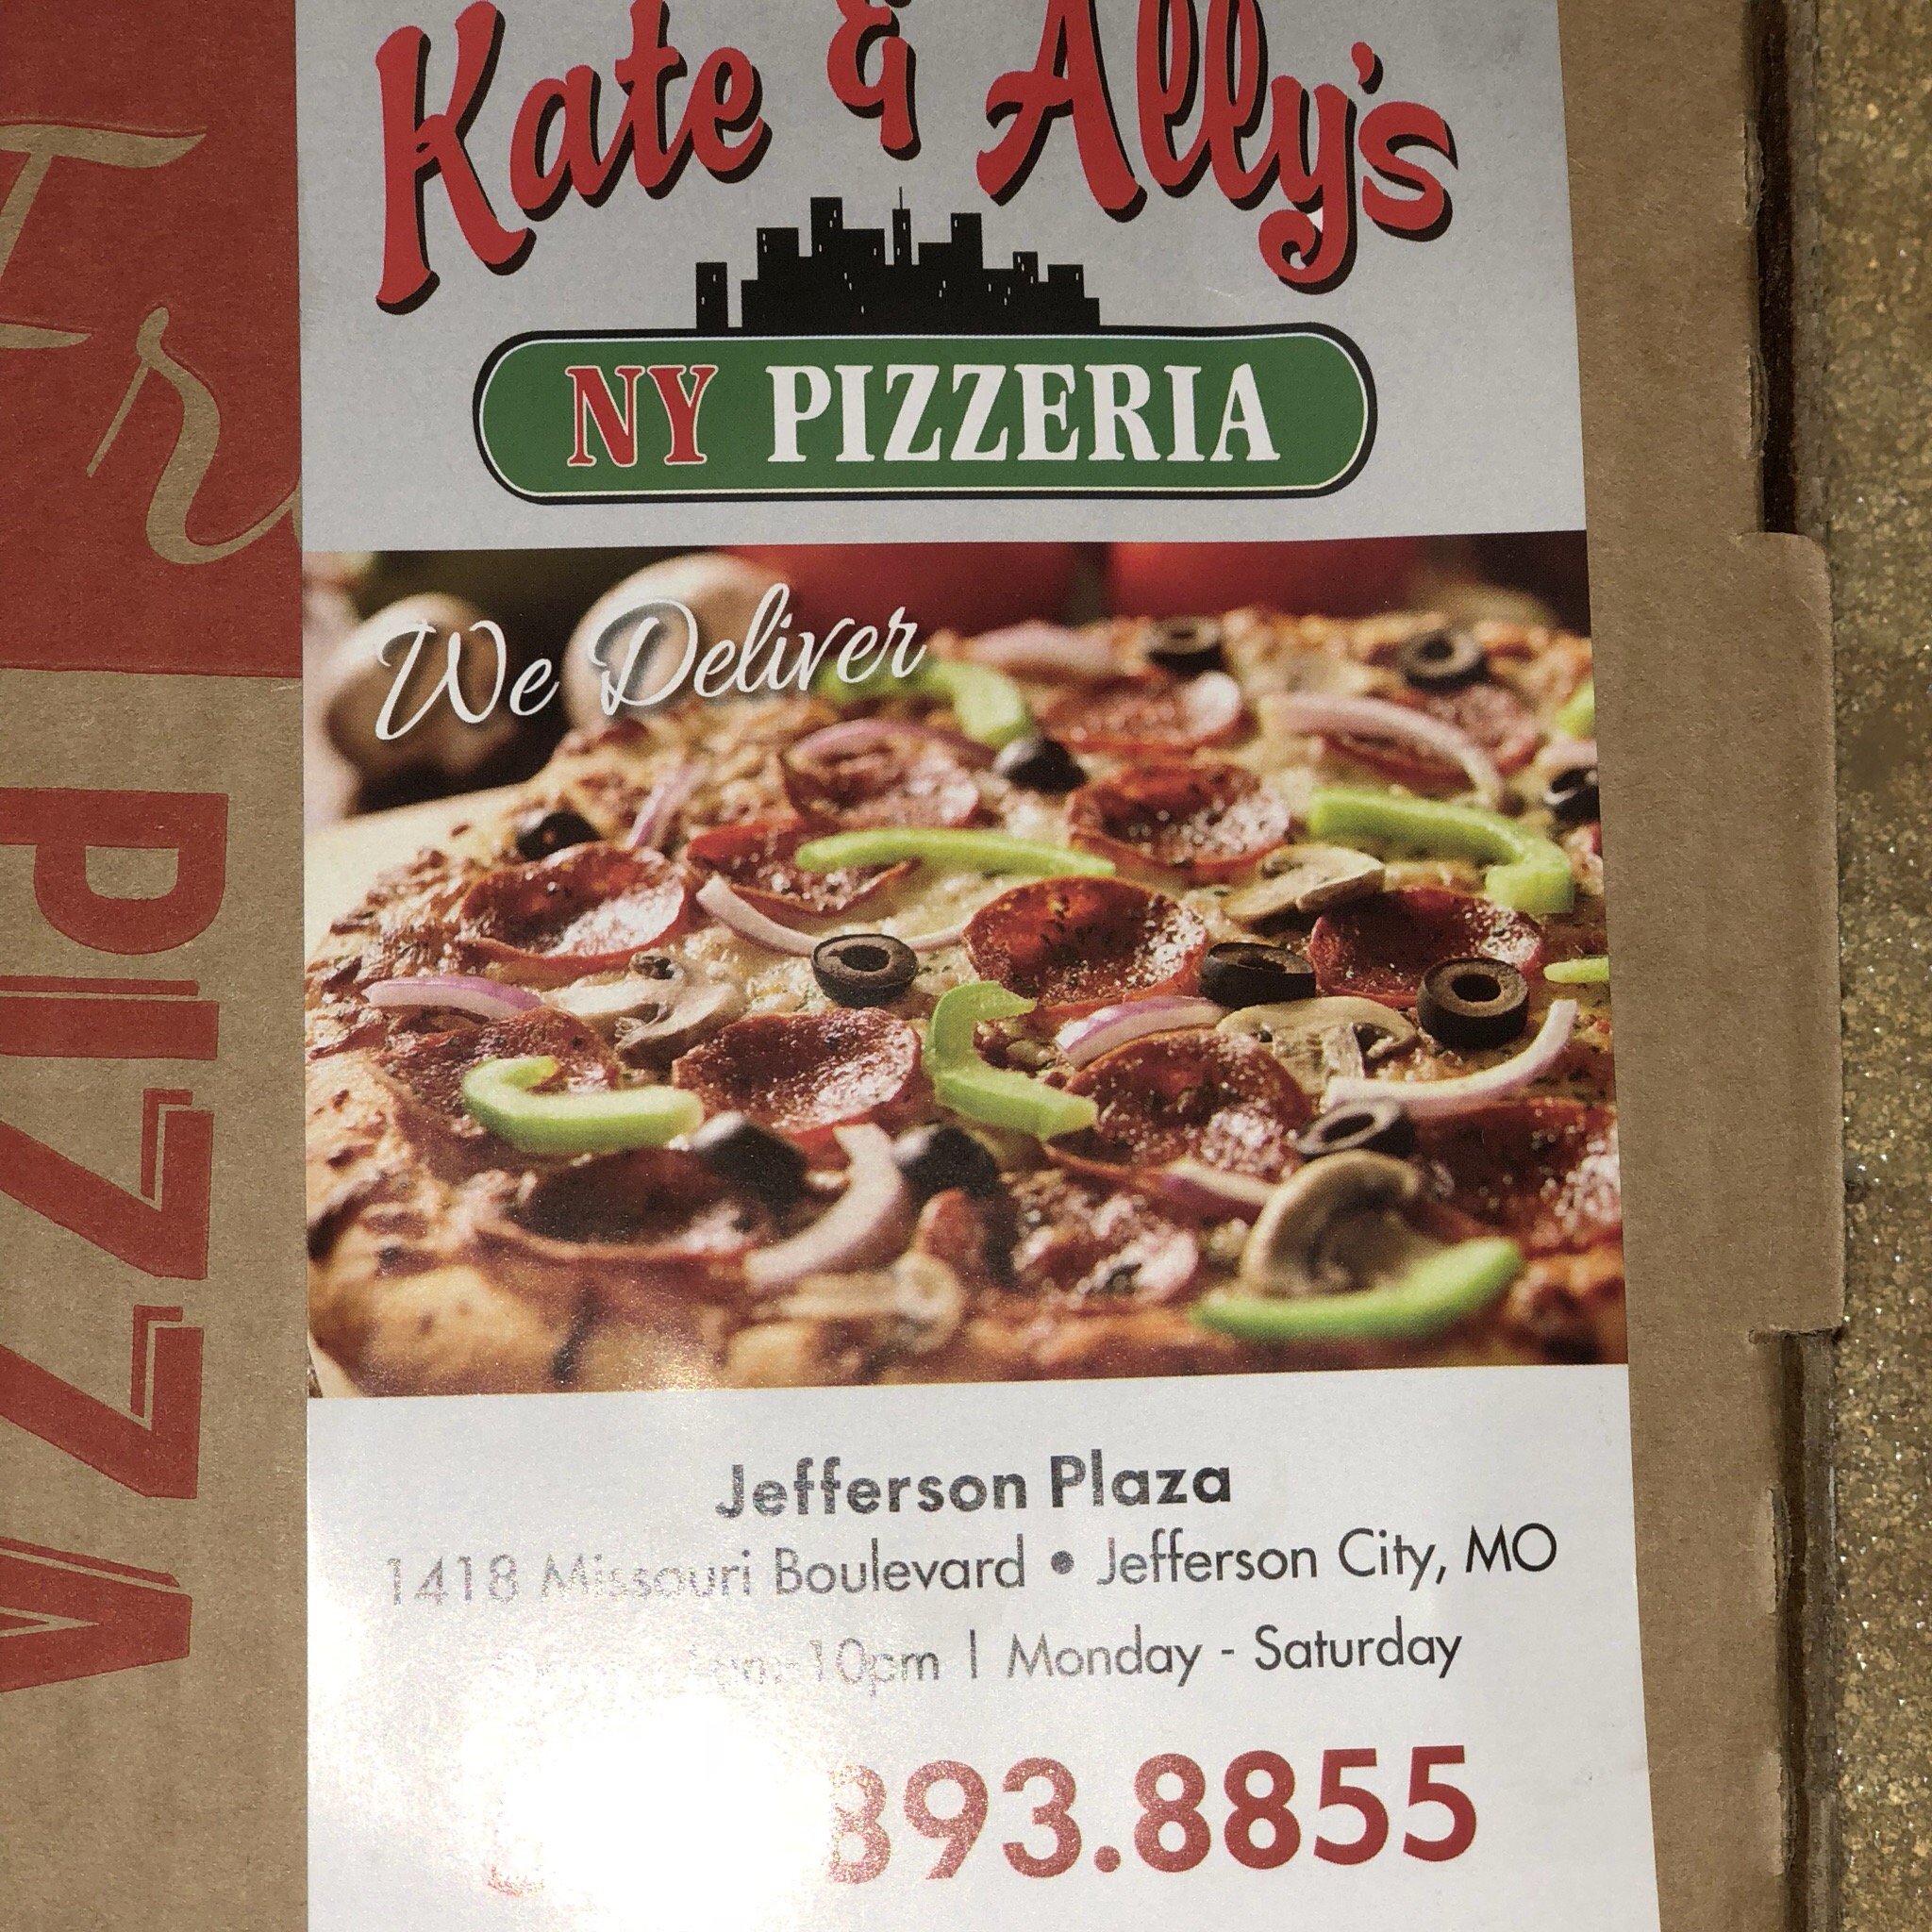 Kate & Ally's
NY PIZZERIA
We Deliver
Jefferson Plaza
1418 Missouri Boulevard • Jefferson City, MO
10pm | Monday - Saturday
893.8855
Fr
PIZZA